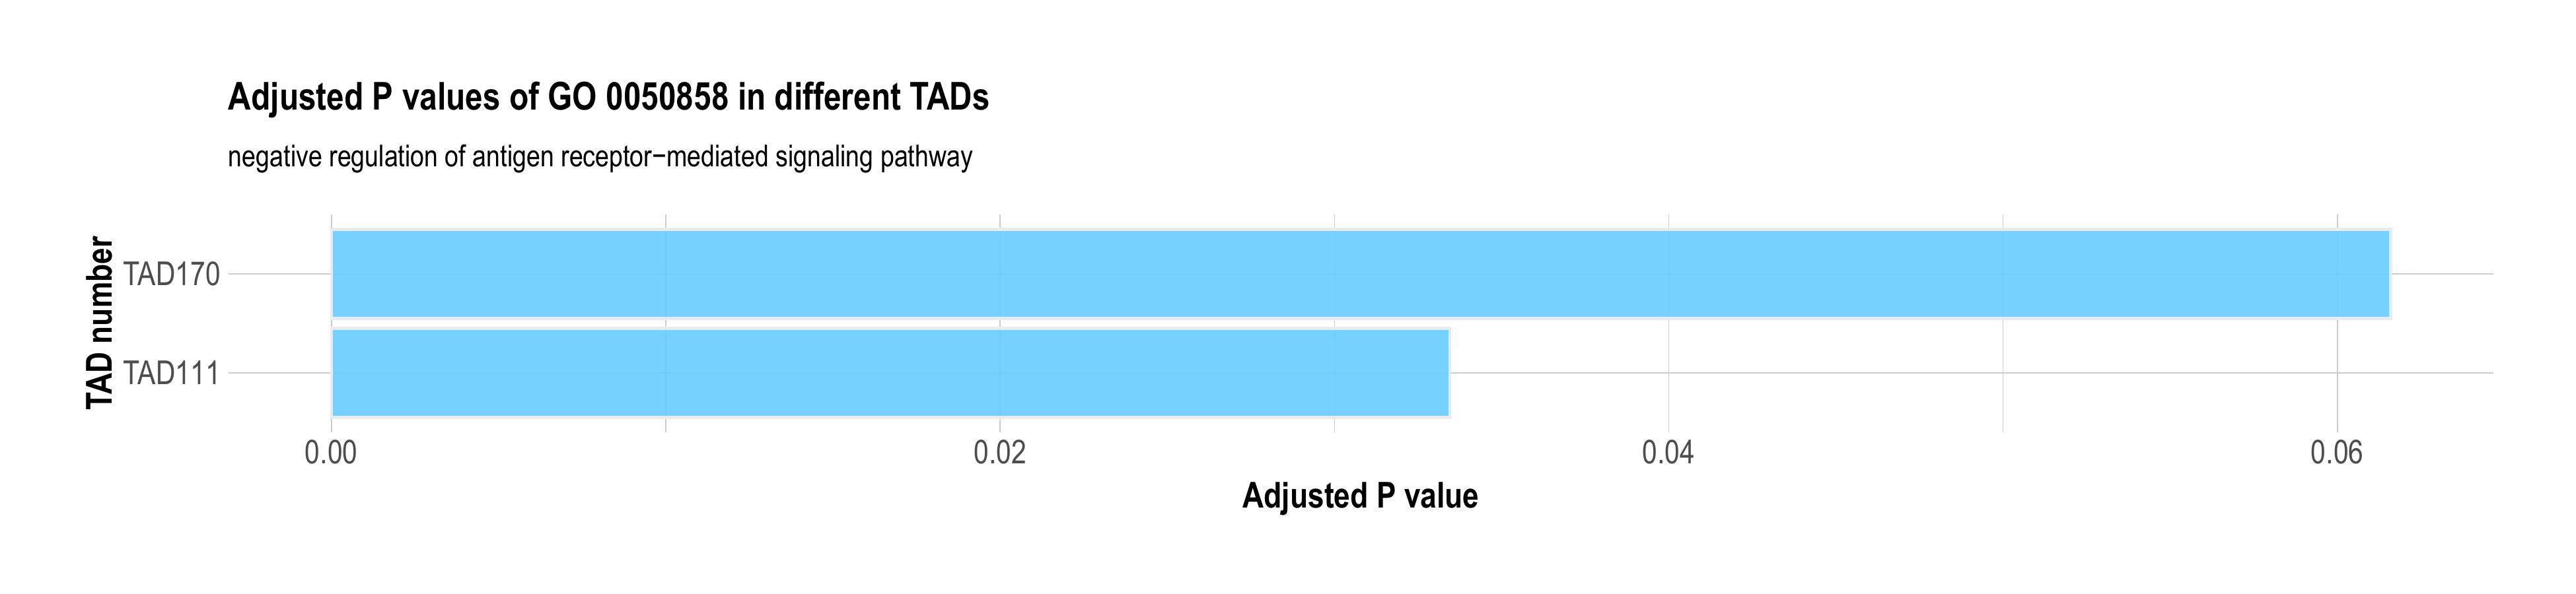 Adjusted P values of GO 0050858 in different TADs
negative regulation of antigen receptor−mediated signaling pathway
TAD number
TAD170
TAD111
0.00 0.02 0.04 0.06
Adjusted P value